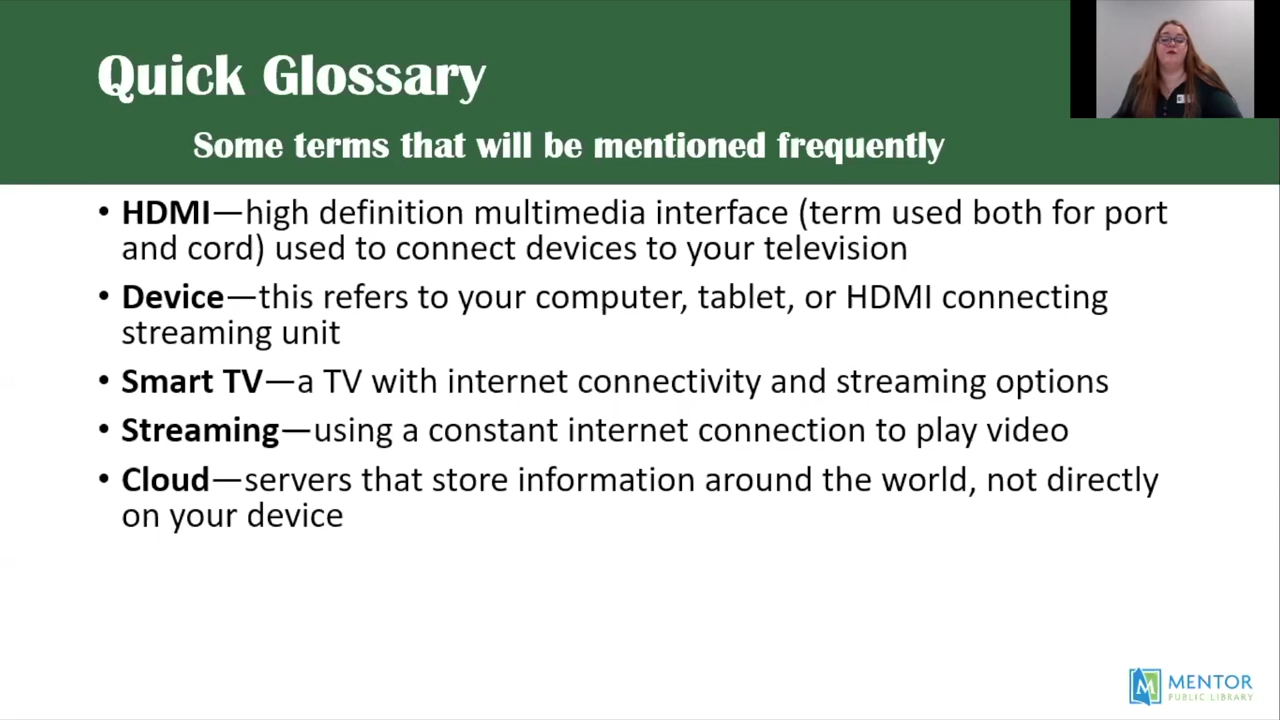 Quick Glossary
Some terms that will be mentioned frequently
• HDMI—high definition multimedia interface (term used both for port
and cord) used to connect devices to your television
• Device—this refers to your computer, tablet, or HDMI connecting
streaming unit
• Smart TV—a TV with internet connectivity and streaming options
• Streaming—using a constant internet connection to play video
• Cloud—servers that store information around the world, not directly
on your device
M MENTOR
PUBLIC LIBRARY